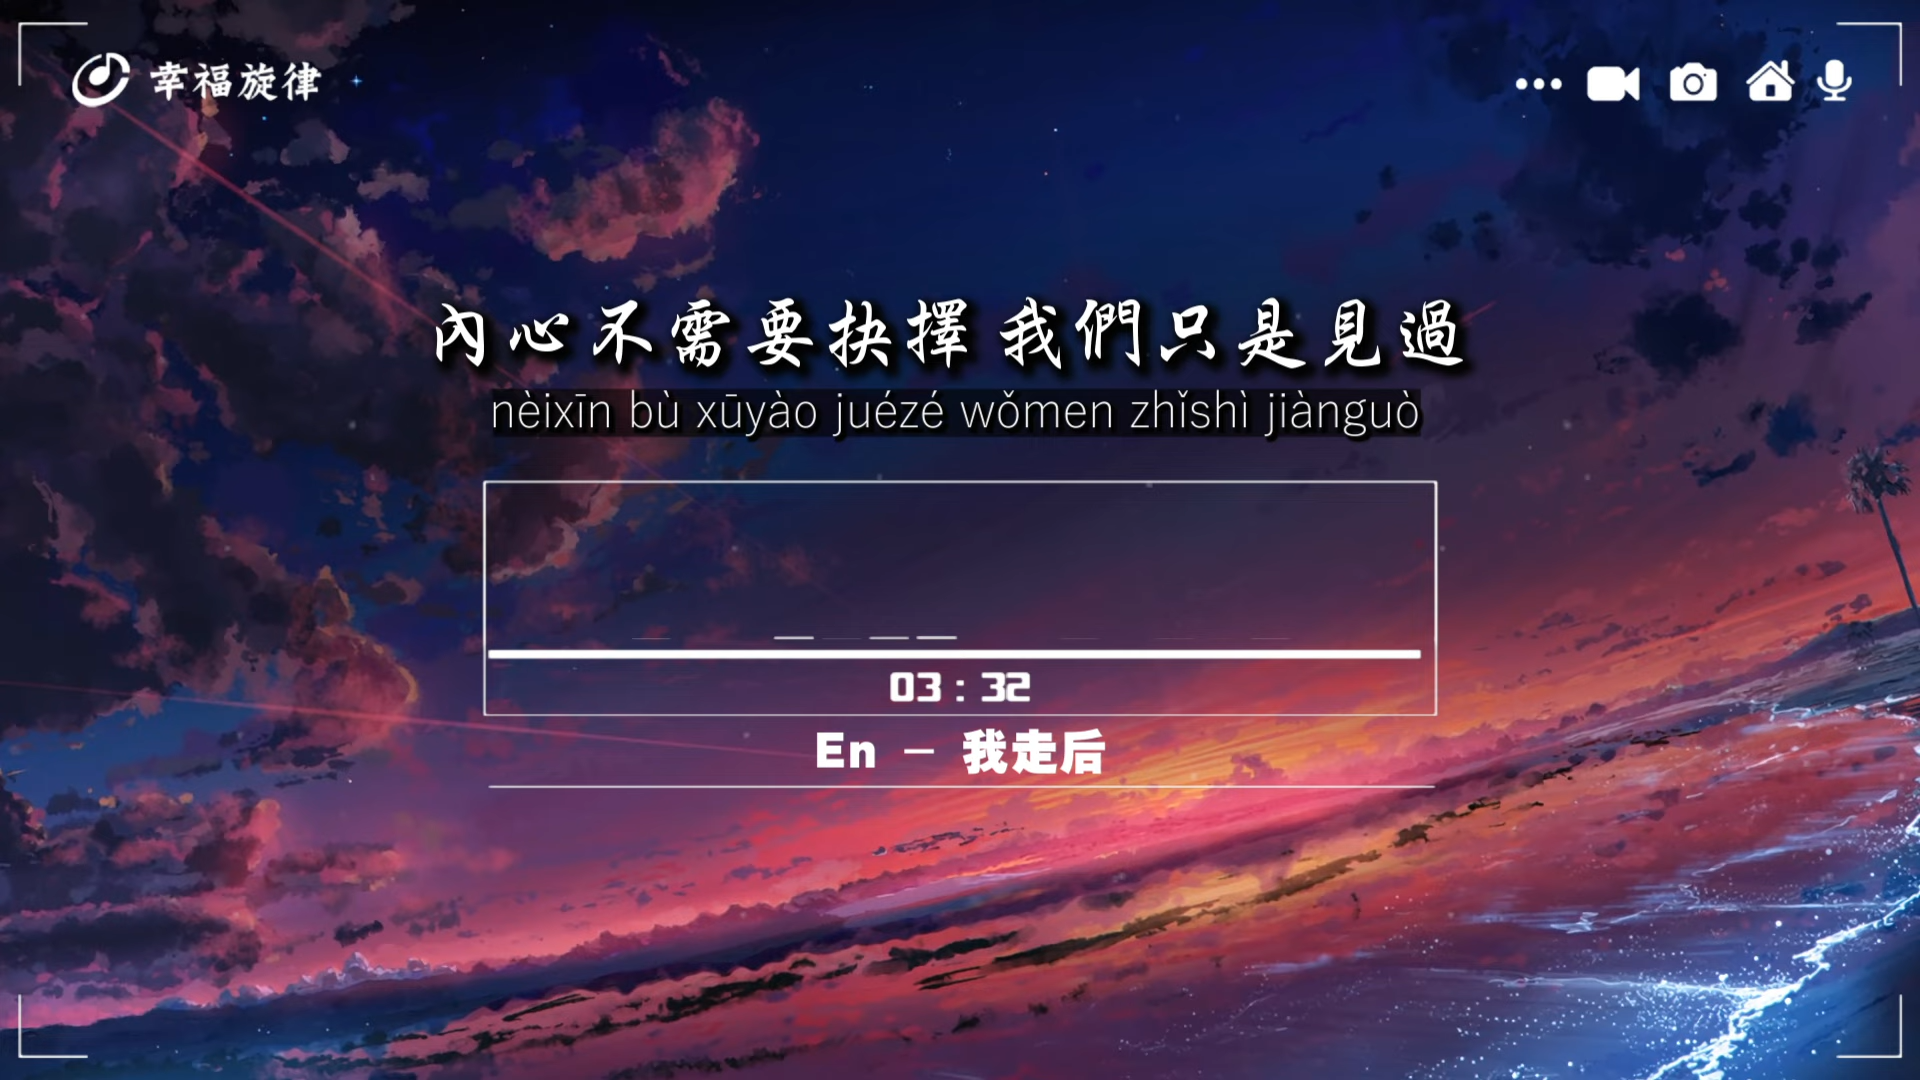 幸福旋律
內心不需要抉擇 我們只是見過
nèixīn bù xūyào juézé wǒmen zhǐshì jiànguò
03 : 32
En － 我走后